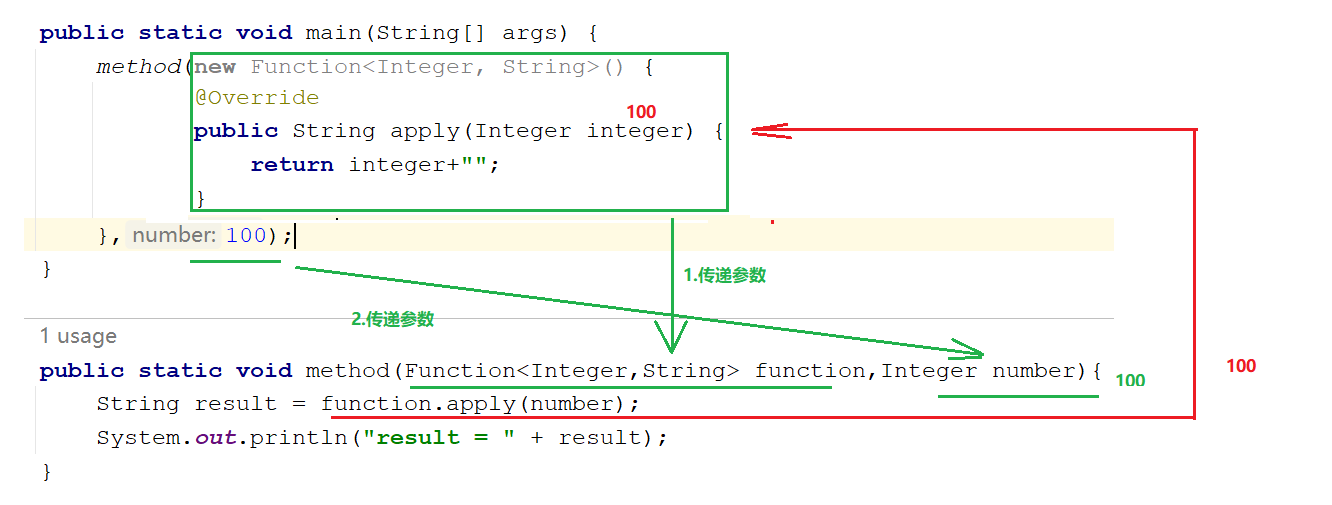 public static void main(String[] args) {
method(new Function<Integer, String>() {
@Override
100
public String apply(Integer integer) {
return integer+"";
}
}, number: 100);
}
1.传递参数
2.传递参数
1 usage
public static void method(Function<Integer,String> function,Integer number){
100
100
String result = function.apply(number);
System.out.println("result = " + result);
}